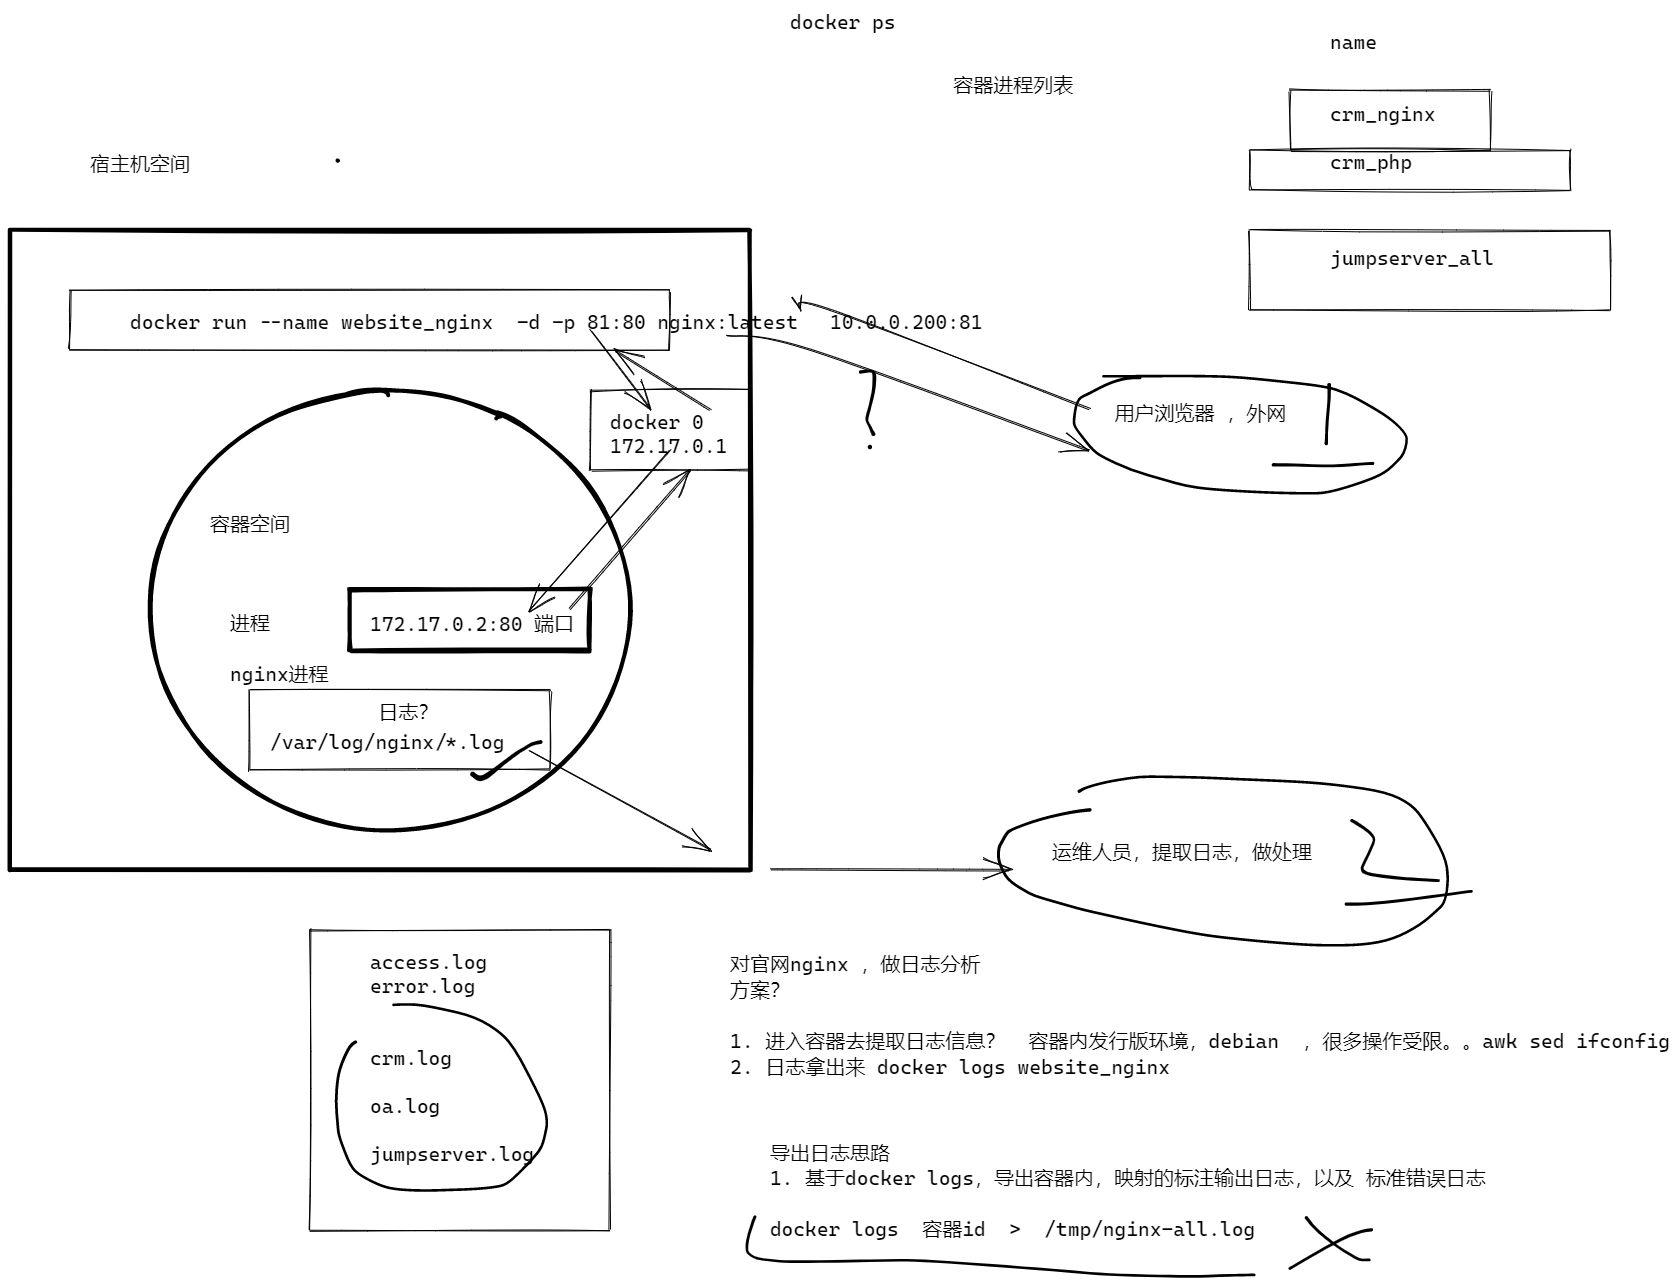 docker ps
name
容器进程列表
crm_nginx
宿主机空间
crm_php
jumpserver_all
docker run --name website_nginx  -d -p 81:80 nginx:latest   10.0.0.200:81
用户浏览器 , 外网
docker 0
172.17.0.1
容器空间
进程
172.17.0.2:80 端口
nginx进程
日志?
/var/log/nginx/*.log
运维人员，提取日志，做处理
access.log
error.log
crm.log
oa.log
jumpserver.log
对官网nginx , 做日志分析
方案?
1. 进入容器去提取日志信息?   容器内发行版环境，debian  , 很多操作受限。。awk sed ifconfig
2. 日志拿出来 docker logs website_nginx
导出日志思路
1. 基于docker logs，导出容器内，映射的标注输出日志，以及 标准错误日志
docker logs  容器id  >  /tmp/nginx-all.log